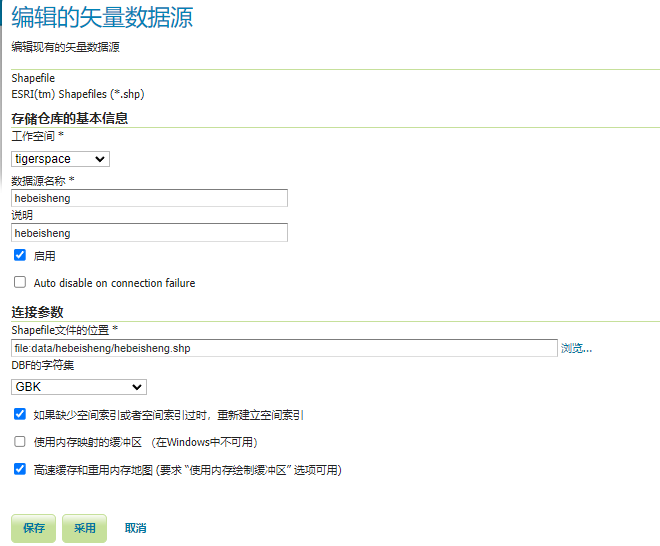 编辑的矢量数据源
编辑现有的矢量数据源
Shapefile
ESRI(tm) Shapefiles (*.shp)
存储仓库的基本信息
工作空间 *
tigerspace
数据源名称 *
hebeisheng
说明
hebeisheng
启用
Auto disable on connection failure
连接参数
Shapefile文件的位置 *
file:data/hebeisheng/hebeisheng.shp 浏览...
DBF的字符集
GBK
如果缺少空间索引或者空间索引过时，重新建立空间索引
使用内存映射的缓冲区 （在Windows中不可用）
高速缓存和重用内存地图 (要求 “使用内存绘制缓冲区” 选项可用)
保存 采用 取消